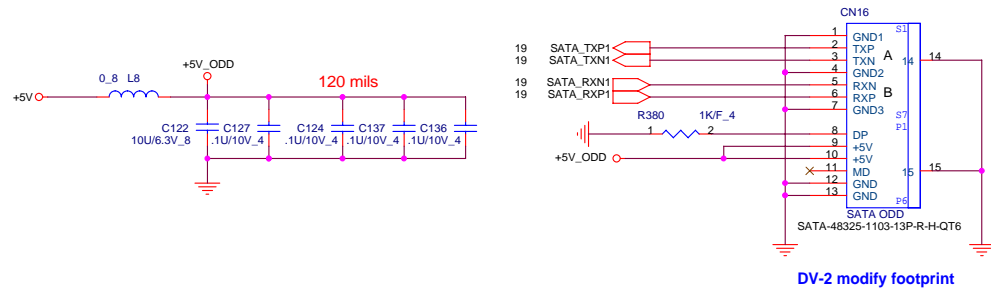 CN16
+5V_ODD
0_8 L8
+5V
120 mils
C122
10U/6.3V_8
C127
.1U/10V_4
C124
.1U/10V_4
C137
.1U/10V_4
C136
.1U/10V_4
19 SATA_TXP1
19 SATA_TXN1
19 SATA_RXN1
19 SATA_RXP1
R380 1K/F_4
1 2
+5V_ODD
1 GND1 S1
2 TXP
3 TXN A 14 14
4 GND2
5 RXN
6 RXP B
7 GND3 S7
P1
8 DP
9 +5V
10 +5V
11 MD 15 15
12 GND
13 GND P6
SATA ODD
SATA-48325-1103-13P-R-H-QT6
DV-2 modify footprint